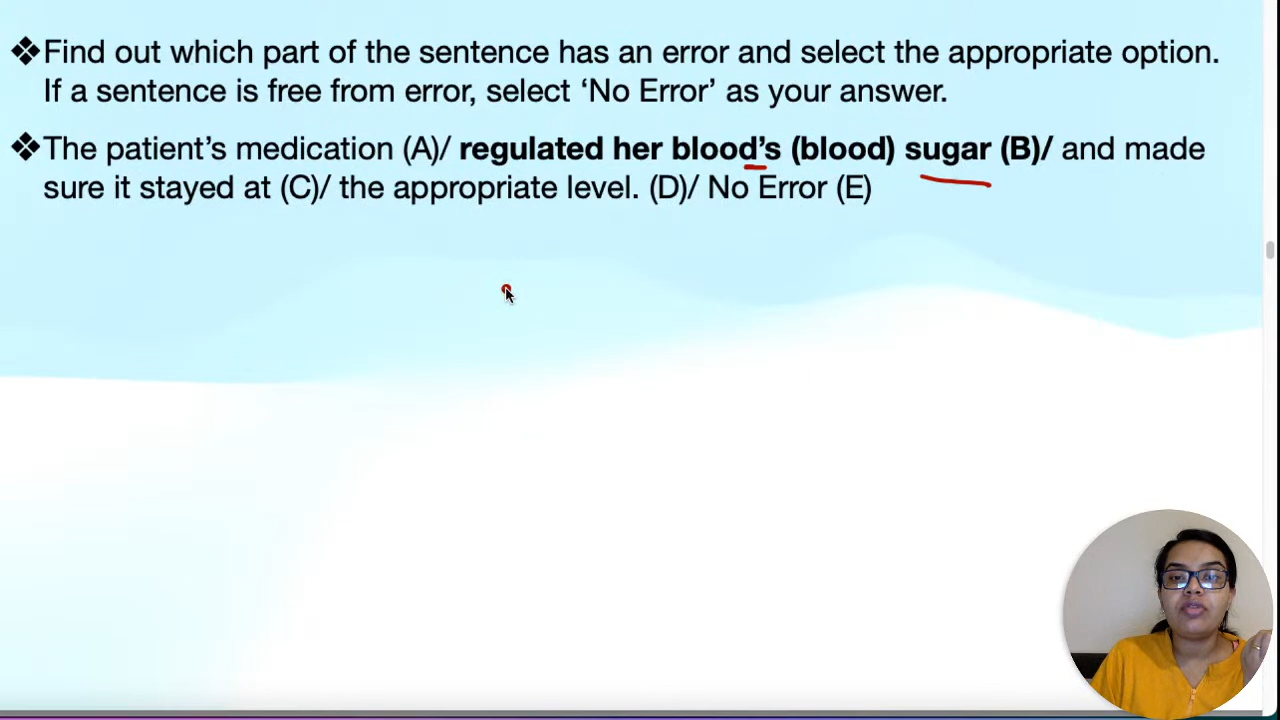 ❖Find out which part of the sentence has an error and select the appropriate option.
If a sentence is free from error, select ‘No Error’ as your answer.
❖The patient’s medication (A)/ regulated her blood’s (blood) sugar (B)/ and made
sure it stayed at (C)/ the appropriate level. (D)/ No Error (E)